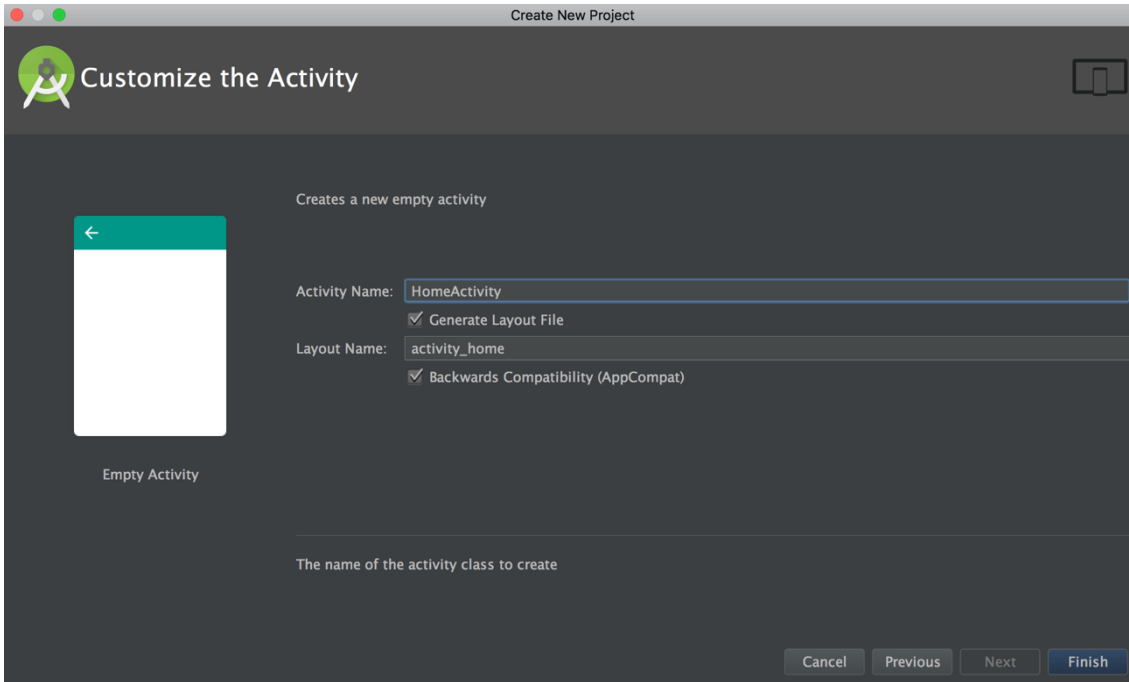 Create New Project
Customize the Activity
Creates a new empty activity
Activity Name: HomeActivity
Generate Layout File
Layout Name: activity_home
Backwards Compatibility (AppCompat)
Empty Activity
The name of the activity class to create
Cancel Previous Next Finish